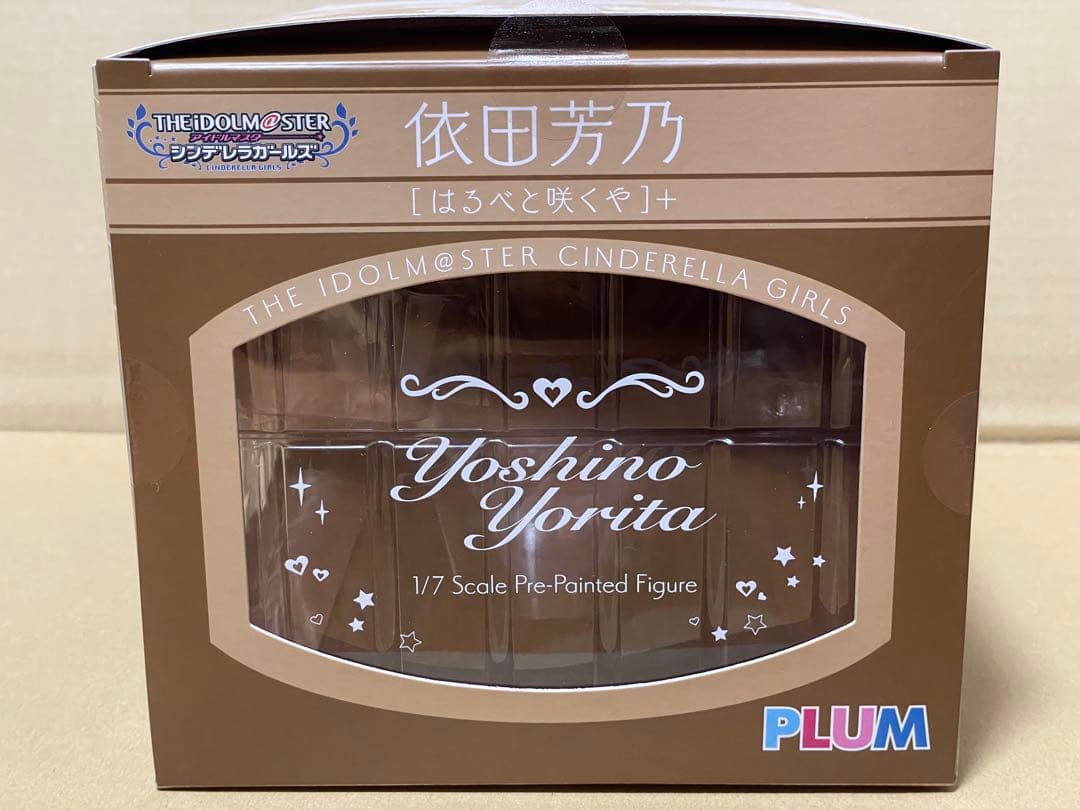 THE iDOLM@STER
アイドルマスター
シンデレラガールズ
CINDERELLA GIRLS
依田芳乃
[はるべと咲くや]+
THE IDOLM@STER CINDERELLA GIRLS
Yoshino
Yorita
1/7 Scale Pre-Painted Figure
PLUM